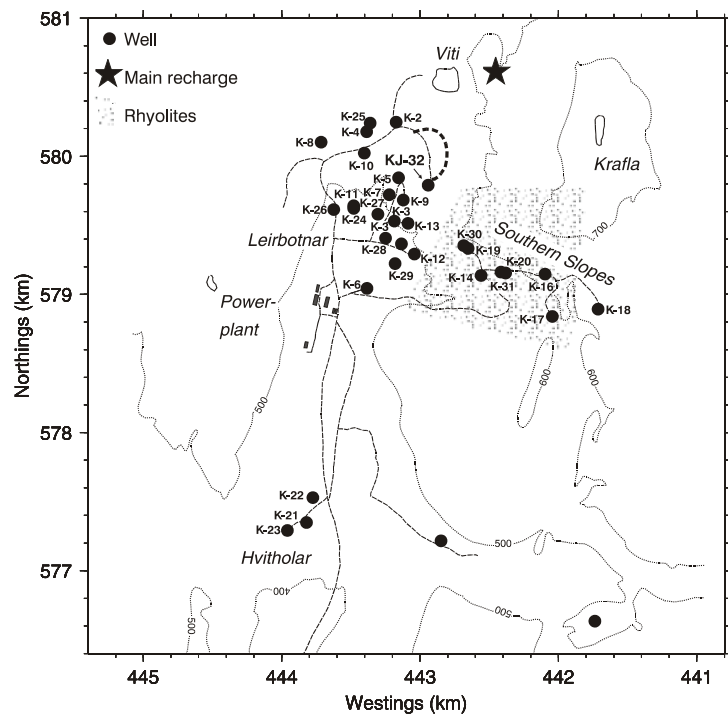 581
580
579
578
577
Northings (km)
445
444
443
442
441
Westings (km)
Well
Main recharge
Rhyolites
Viti
K-25
K-2
K-4
K-8
K-10
KJ-32
Krafla
K-5
K-11
K-7
K-9
K-27
K-26
K-24
K-3
K-3
K-13
700
Leirbotnar
K-28
K-12
K-29
K-30
K-19
Southern Slopes
K-20
K-14
K-31
K-16
K-6
K-17
K-18
Power-
plant
600
600
500
K-22
K-21
K-23
Hvitholar
500
400
500
500